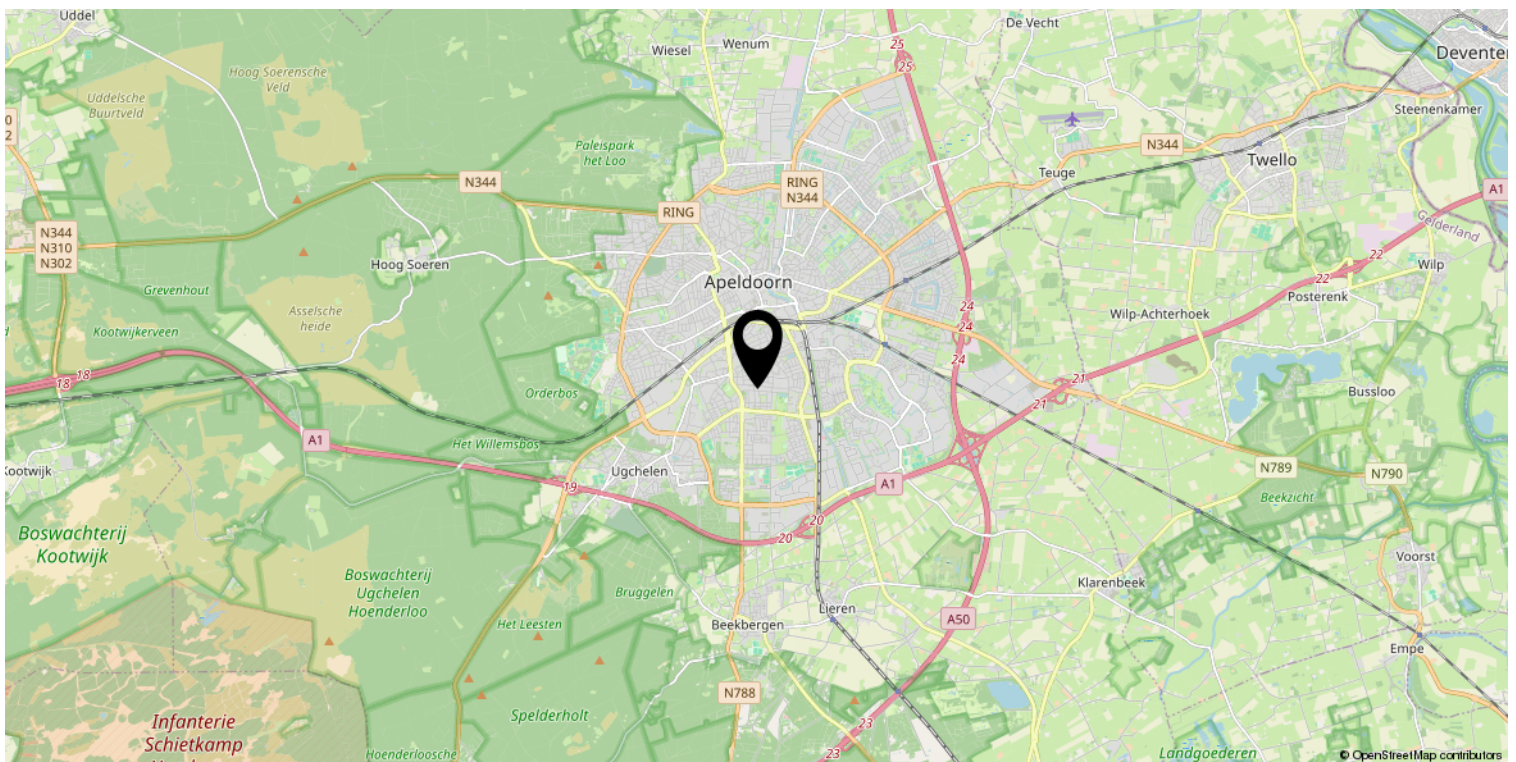 Uddel
De Vecht
Wiesel
Wenum
25
25
Deventer
Hoog Soerensche
Veld
Uddelsche
Buurtveld
Steenenkamer
Paleispark
het Loo
N344
Twello
Teuge
N344
RING
N344
A1
RING
Gelderland
N344
N310
N302
Hoog Soeren
22
22
Wilp
Grevenhout
Apeldoorn
Posterenk
24
24
24
Wilp-Achterhoek
Asselsche
heide
Kootwijkerveen
18
18
21
21
Orderbos
Bussloo
A1
Het Willemsbos
Ugchelen
Kootwijk
19
A1
N789
N790
Beekzicht
20
20
Boswachterij
Kootwijk
Voorst
Boswachterij
Ugchelen
Hoenderloo
Klarenbeek
Bruggelen
Het Leesten
Lieren
Beekbergen
A50
Empe
N788
Spelderholt
Infanterie
Schietkamp
23
23
Hoenderloosche
Landgoederen
© OpenStreetMap contributors